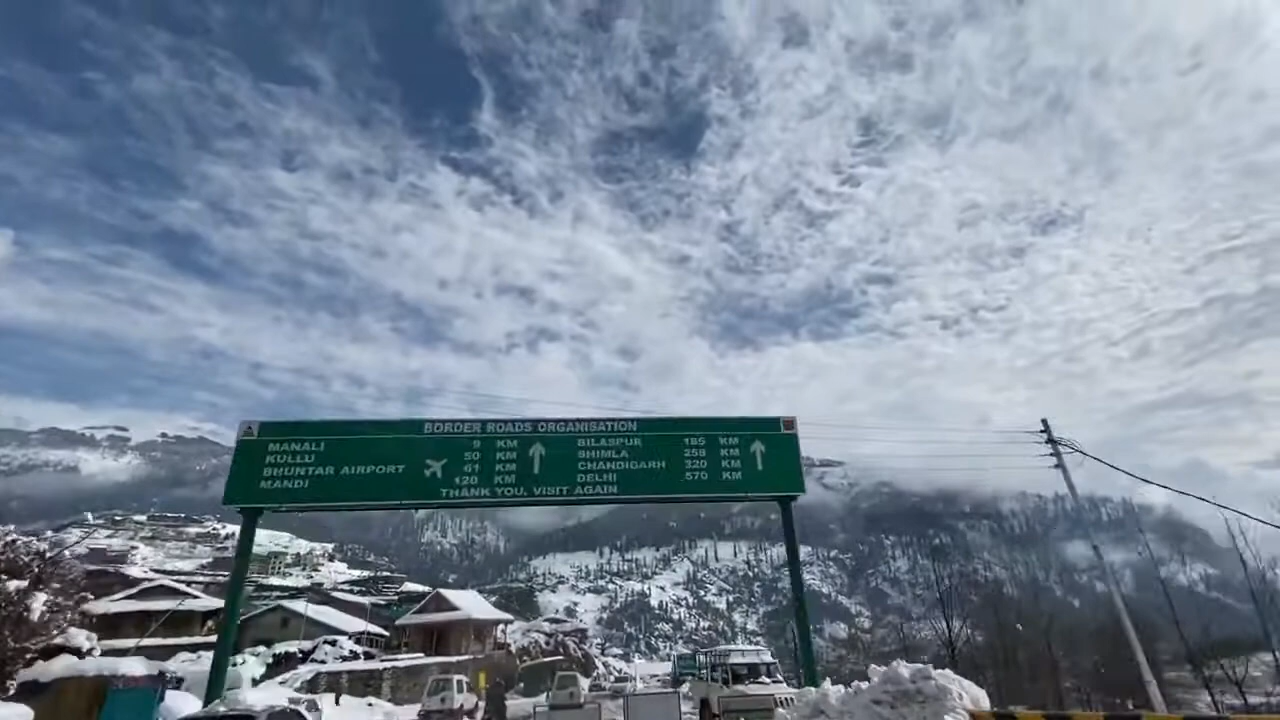 BORDER ROADS ORGANISATION
MANALI 9 KM
KULLU 50 KM
BHUNTAR AIRPORT 61 KM
MANDI 120 KM
BILASPUR 185 KM
SHIMLA 258 KM
CHANDIGARH 320 KM
DELHI 570 KM
THANK YOU, VISIT AGAIN